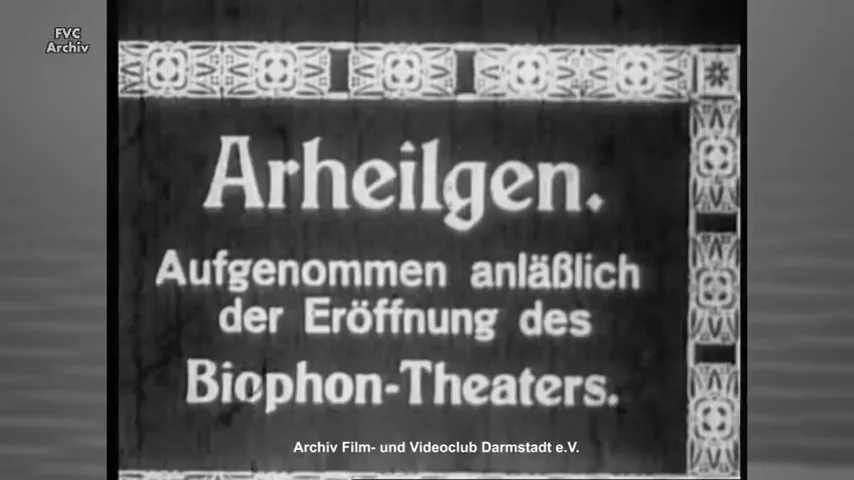 FVC
Archiv
Arheilgen.
Aufgenommen anläßlich
der Eröffnung des
Biophon-Theaters.
Archiv Film- und Videoclub Darmstadt e.V.